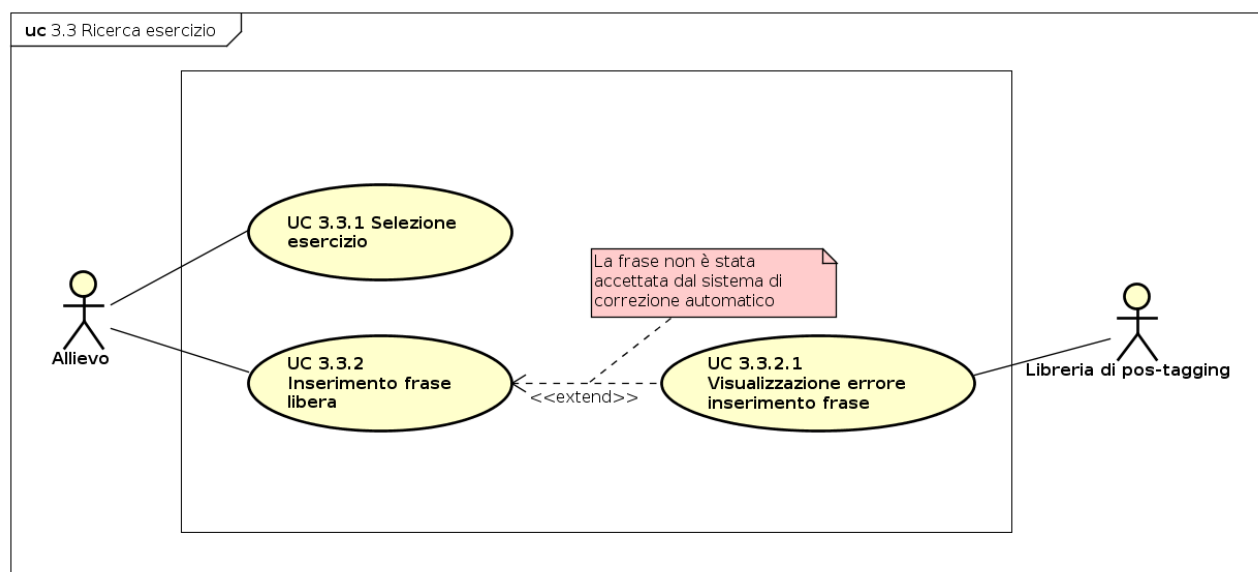 uc 3.3 Ricerca esercizio
UC 3.3.1 Selezione
esercizio
La frase non è stata
accettata dal sistema di
correzione automatico
Allievo
UC 3.3.2
Inserimento frase
libera
<<extend>>
UC 3.3.2.1
Visualizzazione errore
inserimento frase
Libreria di pos-tagging